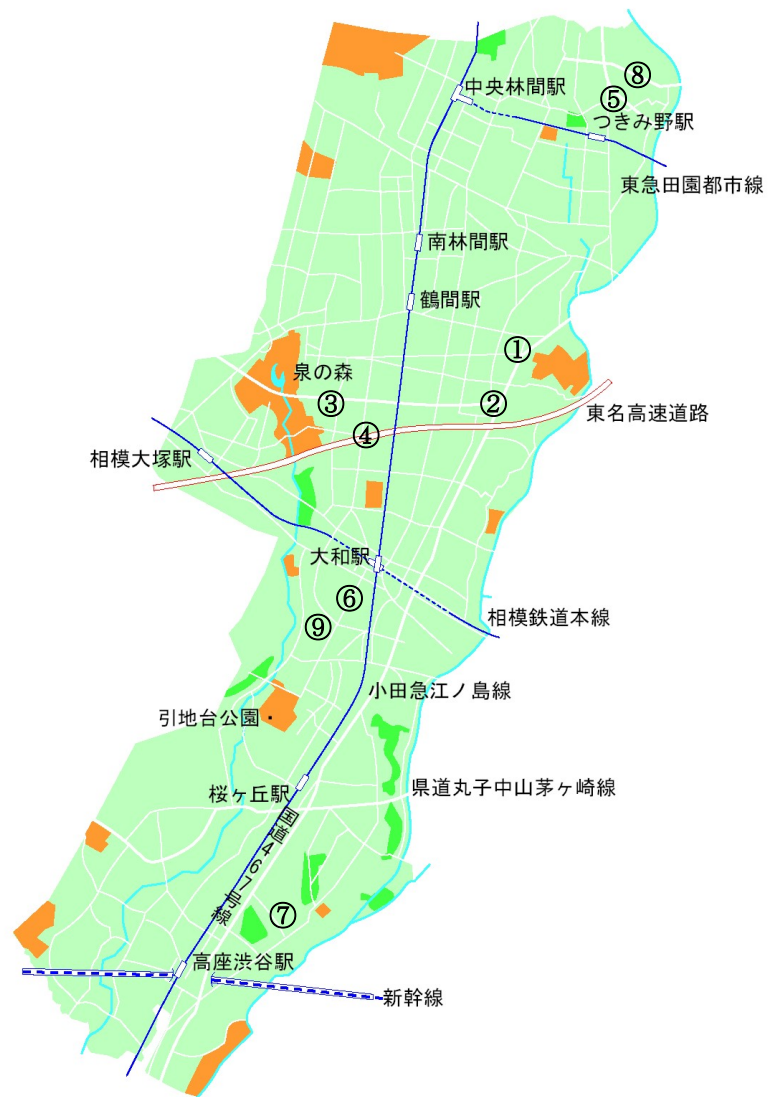 中央林間駅
⑧
⑤
つきみ野駅
東急田園都市線
南林間駅
鶴間駅
①
泉の森
③
②
東名高速道路
④
相模大塚駅
大和駅
⑥
相模鉄道本線
⑨
小田急江ノ島線
引地台公園
桜ヶ丘駅
県道丸子中山茅ヶ崎線
国道467号線
⑦
高座渋谷駅
新幹線